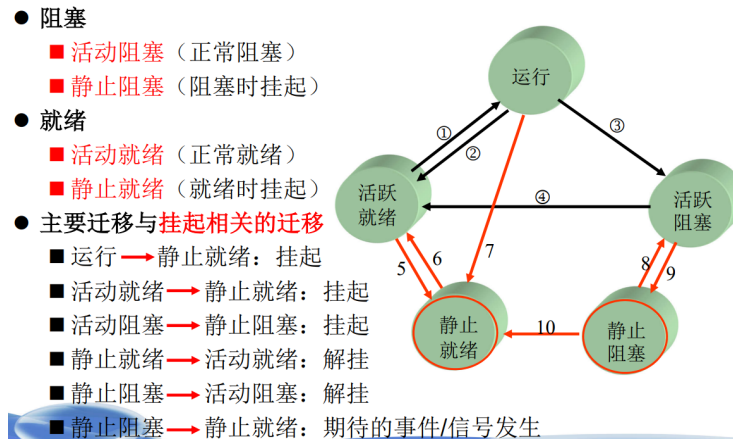 ● 阻塞
■ 活动阻塞（正常阻塞）
■ 静止阻塞（阻塞时挂起）
● 就绪
■ 活动就绪（正常就绪）
■ 静止就绪（就绪时挂起）
● 主要迁移与挂起相关的迁移
■ 运行→静止就绪：挂起
■ 活动就绪→静止就绪：挂起
■ 活动阻塞→静止阻塞：挂起
■ 静止就绪→活动就绪：解挂
■ 静止阻塞→活动阻塞：解挂
■ 静止阻塞→静止就绪：期待的事件/信号发生
运行
①
②
③
活跃
就绪
④
活跃
阻塞
5
6
7
8
9
静止
就绪
10
静止
阻塞